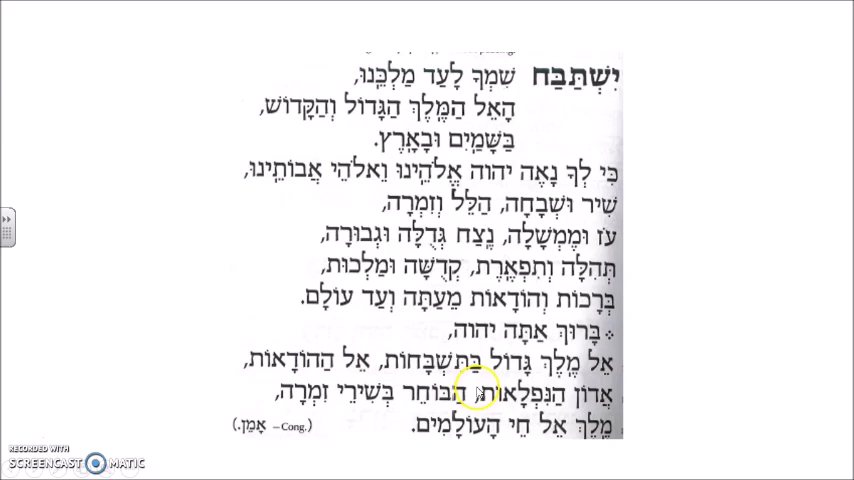 יִשְׁתַּבַּח שִׁמְךָ לָעַד מַלְכֵּֽנוּ,
הָאֵל הַמֶּֽלֶךְ הַגָּדוֹל וְהַקָּדוֹשׁ,
בַּשָּׁמַֽיִם וּבָאָֽרֶץ.
כִּי לְךָ נָאֶה יהוה אֱלֹהֵֽינוּ וֵאלֹהֵי אֲבוֹתֵֽינוּ,
שִׁיר וּשְׁבָחָה, הַלֵּל וְזִמְרָה,
עֹז וּמֶמְשָׁלָה, נֶֽצַח גְּדֻלָּה וּגְבוּרָה,
תְּהִלָּה וְתִפְאֶֽרֶת, קְדֻשָּׁה וּמַלְכוּת,
בְּרָכוֹת וְהוֹדָאוֹת מֵעַתָּה וְעַד עוֹלָם.
❖ בָּרוּךְ אַתָּה יהוה,
אֵל מֶֽלֶךְ גָּדוֹל בַּתִּשְׁבָּחוֹת, אֵל הַהוֹדָאוֹת,
אֲדוֹן הַנִּפְלָאוֹת, הַבּוֹחֵר בְּשִׁירֵי זִמְרָה,
מֶֽלֶךְ אֵל חֵי הָעוֹלָמִים. (Cong.– אָמֵן.)
RECORDED WITH
SCREENCAST MATIC